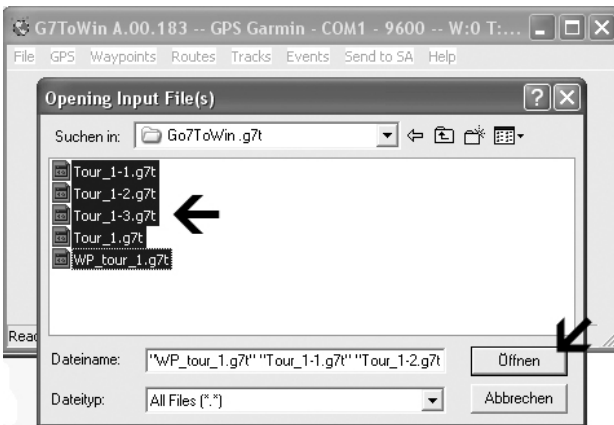 G7ToWin A.00.183 -- GPS Garmin - COM1 - 9600 -- W:0 T:...
File GPS Waypoints Routes Tracks Events Send to SA Help
Opening Input File(s)
Suchen in: Go7ToWin .g7t
Tour_1-1.g7t
Tour_1-2.g7t
Tour_1-3.g7t
Tour_1.g7t
WP_tour_1.g7t
Read
Dateiname: "WP_tour_1.g7t" "Tour_1-1.g7t" "Tour_1-2.g7t Öffnen
Dateityp: All Files (*.*) Abbrechen